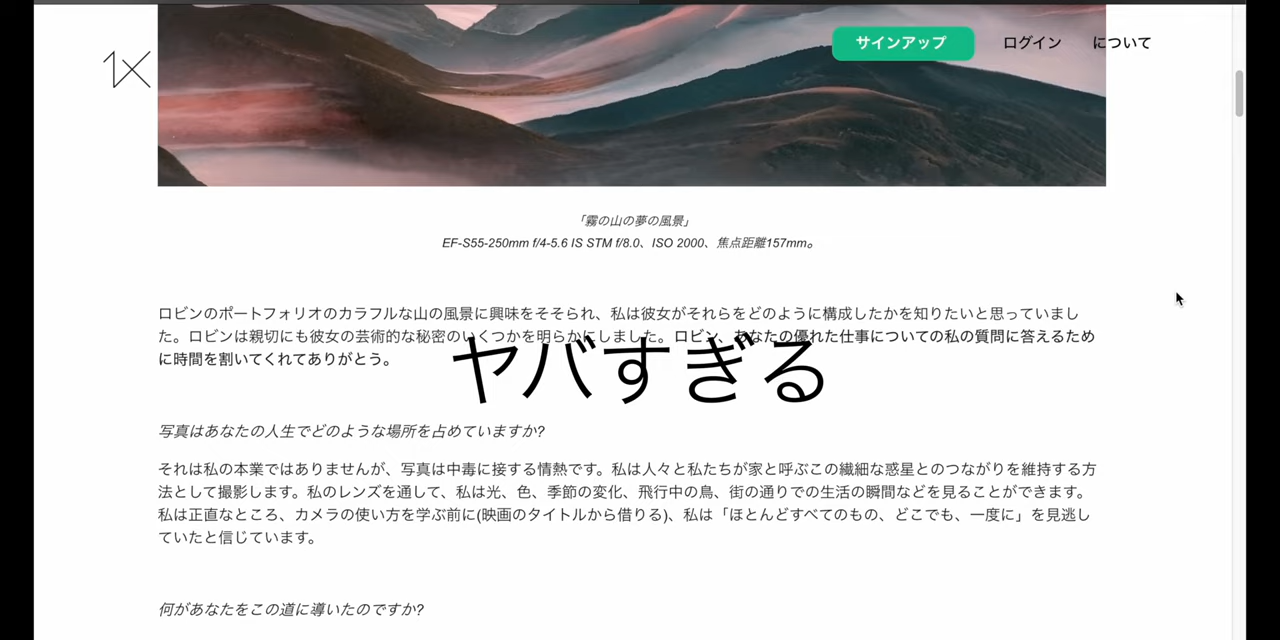 1X
サインアップ
ログイン
について
「霧の山の夢の風景」
EF-S55-250mm f/4-5.6 IS STM f/8.0、ISO 2000、焦点距離157mm。
ロビンのポートフォリオのカラフルな山の風景に興味をそそられ、私は彼女がそれらをどのように構成したかを知りたいと思っていまし
た。ロビンは親切にも彼女の芸術的な秘密のいくつかを明らかにしました。ロビン、あなたの優れた仕事についての私の質問に答えるため
に時間を割いてくれてありがとう。
ヤバすぎる
写真はあなたの人生でどのような場所を占めていますか?
それは私の本業ではありませんが、写真は中毒に接する情熱です。私は人々と私たちが家と呼ぶこの繊細な惑星とのつながりを維持する方
法として撮影します。私のレンズを通して、私は光、色、季節の変化、飛行中の鳥、街の通りでの生活の瞬間などを見ることができます。
私は正直なところ、カメラの使い方を学ぶ前に(映画のタイトルから借りる)、私は「ほとんどすべてのもの、どこでも、一度に」を見逃し
ていたと信じています。
何があなたをこの道に導いたのですか?